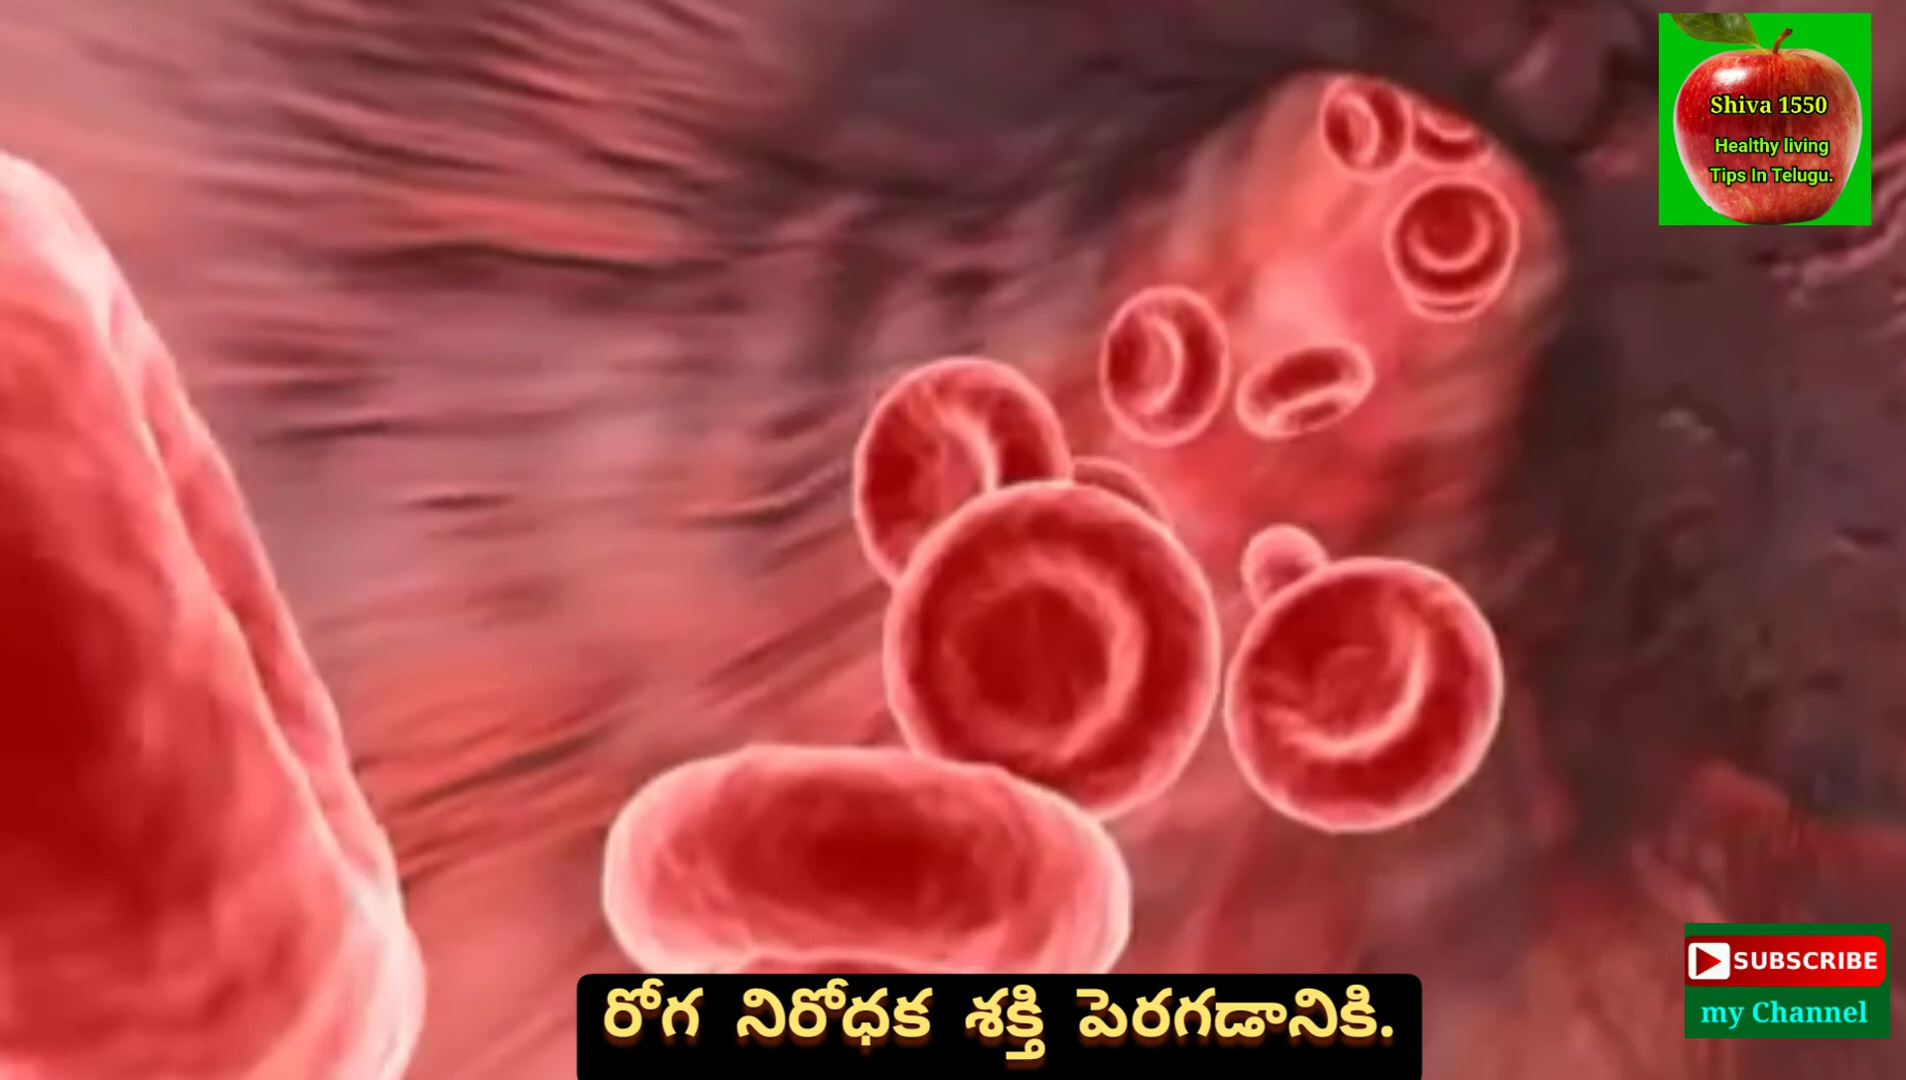 Shiva 1550
Healthy living
Tips In Telugu.
రోగ నిరోధక శక్తి పెరగడానికి.
SUBSCRIBE
my Channel